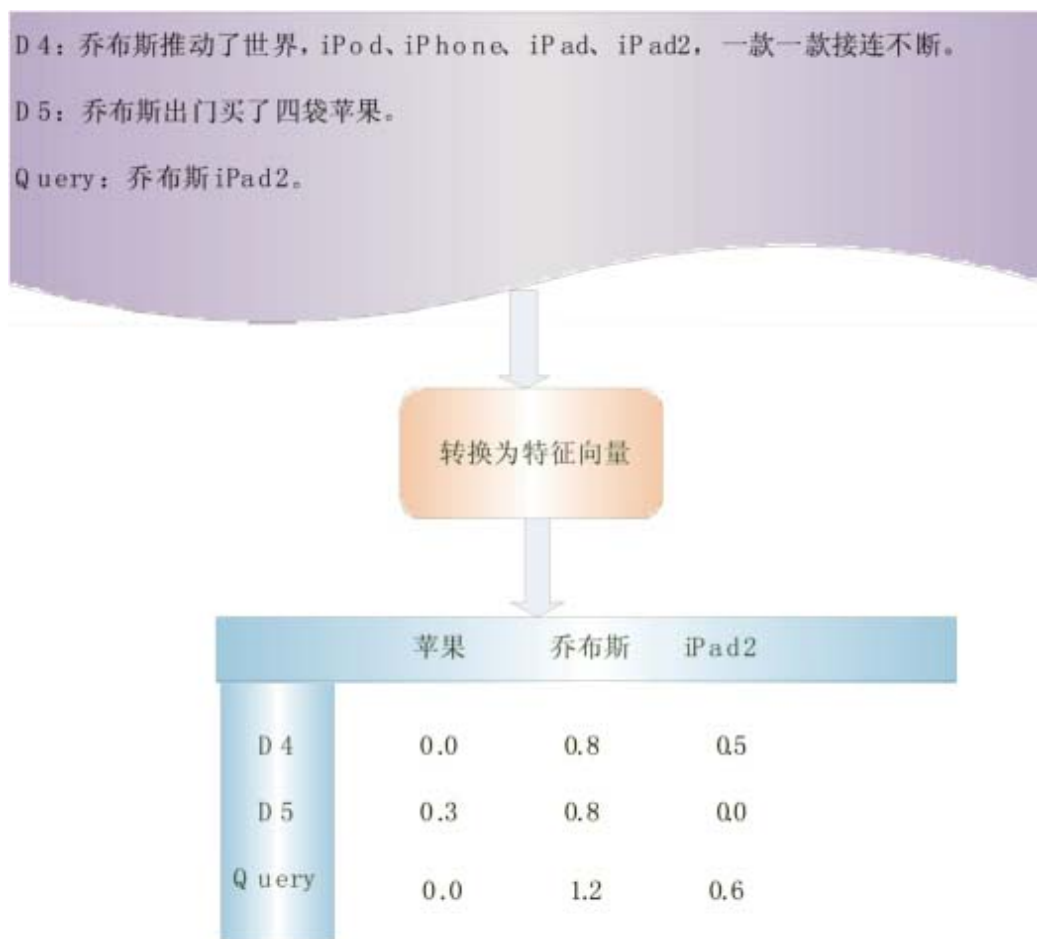 D4：乔布斯推动了世界，iPod、iPhone、iPad、iPad2，一款一款接连不断。
D5：乔布斯出门买了四袋苹果。
Query：乔布斯iPad2。
转换为特征向量
苹果 乔布斯 iPad2
D4 0.0 0.8 0.5
D5 0.3 0.8 0.0
Query 0.0 1.2 0.6